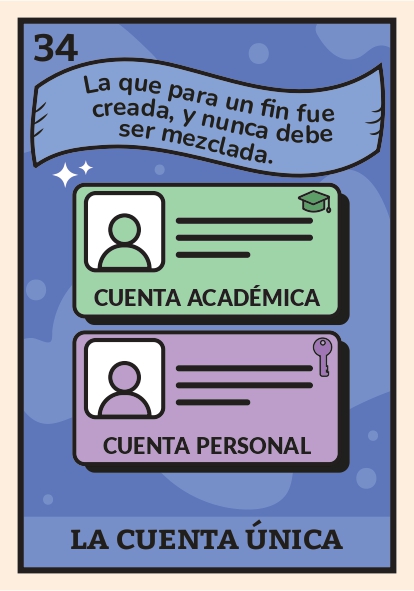 34
La que para un fin fue
creada, y nunca debe
ser mezclada.
CUENTA ACADÉMICA
CUENTA PERSONAL
LA CUENTA ÚNICA